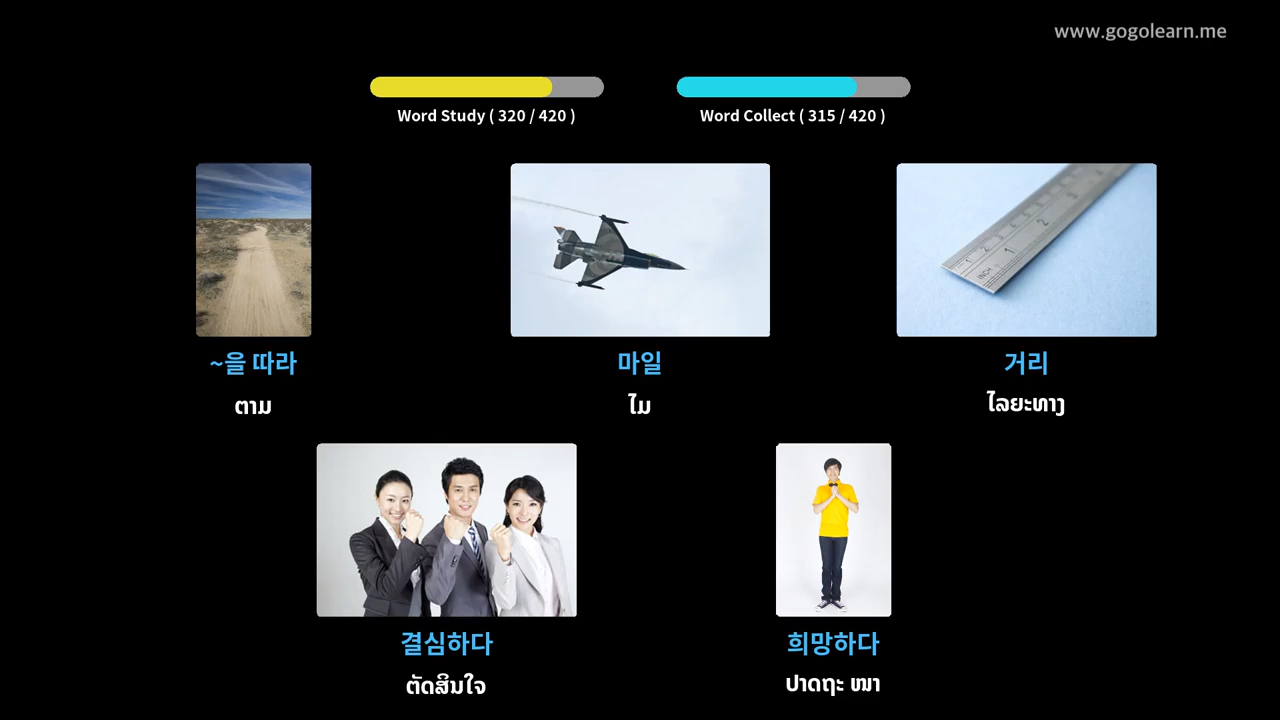 www.gogolearn.me
Word Study ( 320 / 420 )
Word Collect ( 315 / 420 )
~을 따라
ຕາມ
마일
ໄມ
거리
ໄລຍະທາງ
결심하다
ຕັດສິນໃຈ
희망하다
ປາດຖະ ໜາ